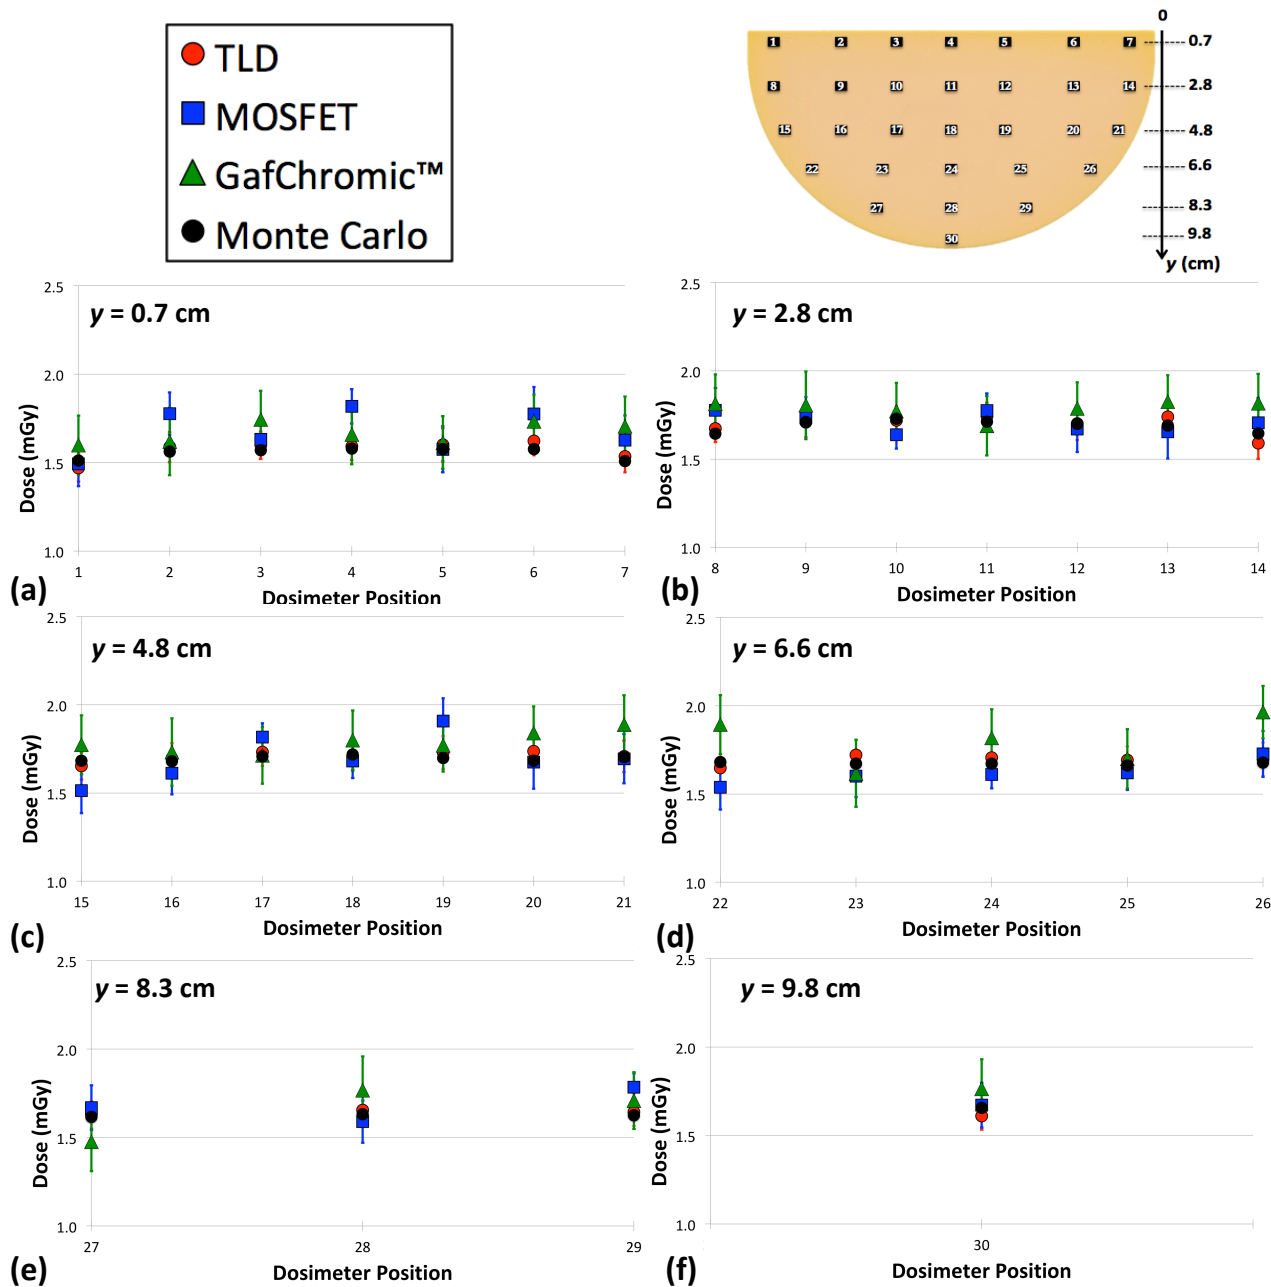 TLD
MOSFET
GafChromic™
Monte Carlo
0
1 2 3 4 5 6 7 0.7
8 9 10 11 12 13 14 2.8
15 16 17 18 19 20 21 4.8
22 23 24 25 26 6.6
27 28 29 8.3
30 9.8
y (cm)
y = 0.7 cm
2.5
2.0
1.5
1.0
Dose (mGy)
1 2 3 4 5 6 7
Dosimeter Position
(a)
y = 2.8 cm
2.5
2.0
1.5
1.0
Dose (mGy)
8 9 10 11 12 13 14
Dosimeter Position
(b)
y = 4.8 cm
2.5
2.0
1.5
1.0
Dose (mGy)
15 16 17 18 19 20 21
Dosimeter Position
(c)
y = 6.6 cm
2.5
2.0
1.5
1.0
Dose (mGy)
22 23 24 25 26
Dosimeter Position
(d)
y = 8.3 cm
2.5
2.0
1.5
1.0
Dose (mGy)
27 28 29
Dosimeter Position
(e)
y = 9.8 cm
2.5
2.0
1.5
1.0
Dose (mGy)
30
Dosimeter Position
(f)